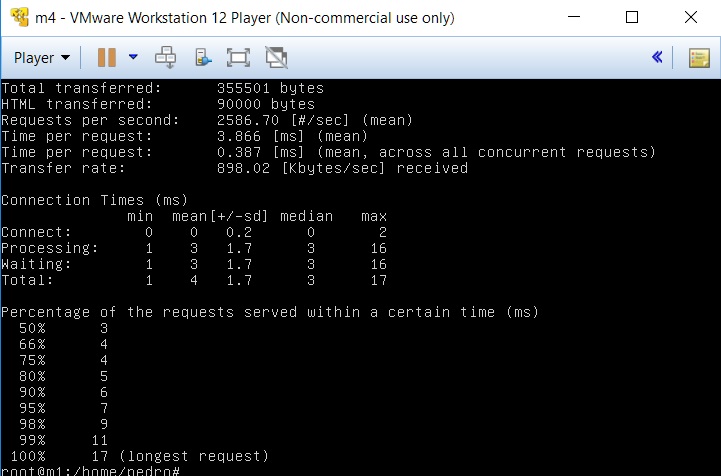 m4 - VMware Workstation 12 Player (Non-commercial use only)
Player
Total transferred: 355501 bytes
HTML transferred: 90000 bytes
Requests per second: 2586.70 [#/sec] (mean)
Time per request: 3.866 [ms] (mean)
Time per request: 0.387 [ms] (mean, across all concurrent requests)
Transfer rate: 898.02 [Kbytes/sec] received
Connection Times (ms)
min mean[+/-sd] median max
Connect: 0 0 0.2 0 2
Processing: 1 3 1.7 3 16
Waiting: 1 3 1.7 3 16
Total: 1 4 1.7 3 17
Percentage of the requests served within a certain time (ms)
50% 3
66% 4
75% 4
80% 5
90% 6
95% 7
98% 9
99% 11
100% 17 (longest request)
root@m1:/home/pedro#